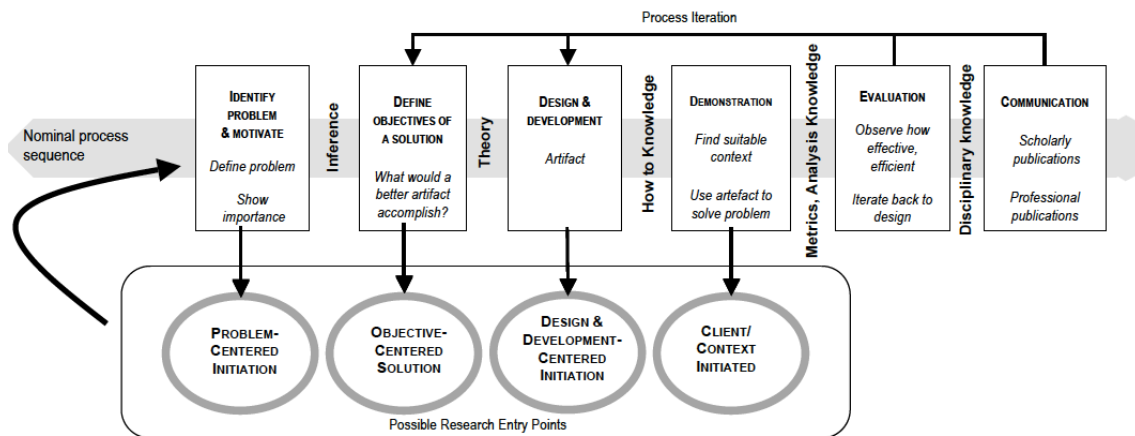 Process Iteration
Nominal process
sequence
IDENTIFY
PROBLEM
& MOTIVATE
Define problem
Show
importance
Inference
DEFINE
OBJECTIVES OF
A SOLUTION
What would a
better artifact
accomplish?
Theory
DESIGN &
DEVELOPMENT
Artifact
How to Knowledge
DEMONSTRATION
Find suitable
context
Use artefact to
solve problem
Metrics, Analysis Knowledge
EVALUATION
Observe how
effective,
efficient
Iterate back to
design
Disciplinary knowledge
COMMUNICATION
Scholarly
publications
Professional
publications
PROBLEM-
CENTERED
INITIATION
OBJECTIVE-
CENTERED
SOLUTION
DESIGN &
DEVELOPMENT-
CENTERED
INITIATION
CLIENT/
CONTEXT
INITIATED
Possible Research Entry Points